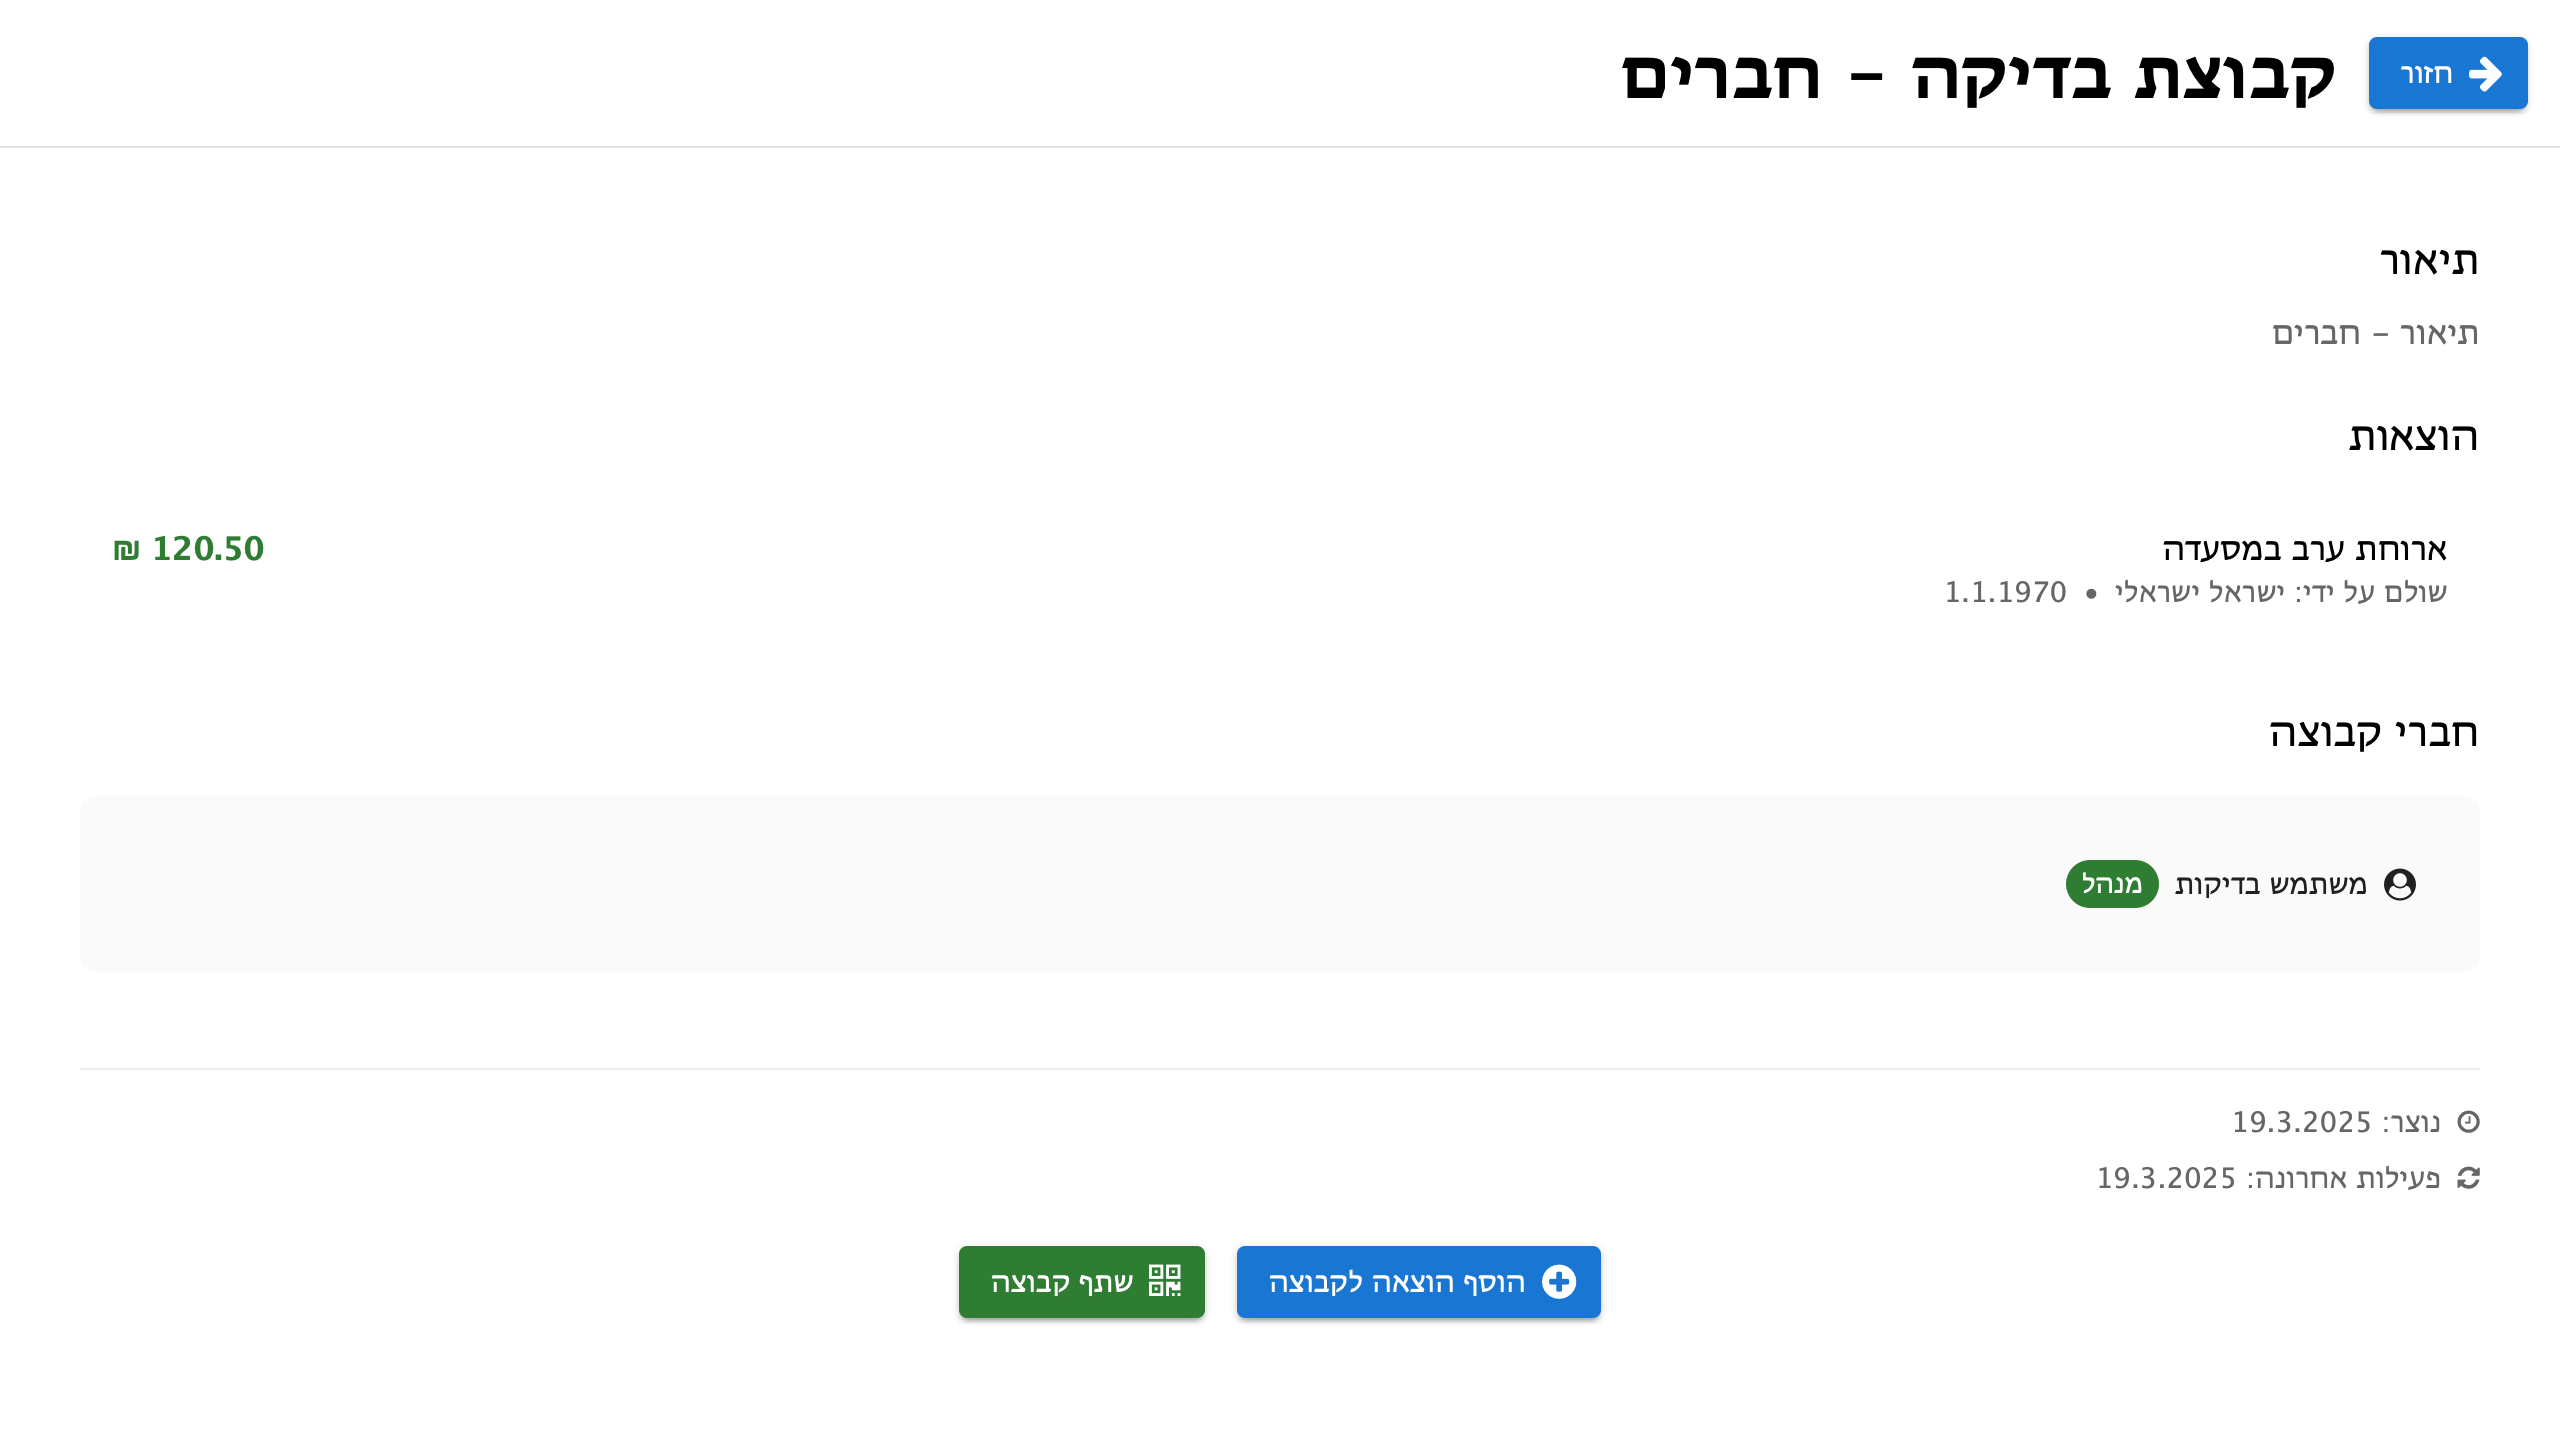 חזור
קבוצת בדיקה – חברים
תיאור
תיאור – חברים
הוצאות
ארוחת ערב במסעדה
120.50 ₪
שולם על ידי: ישראל ישראלי • 1.1.1970
חברי קבוצה
משתמש בדיקות מנהל
נוצר: 19.3.2025
פעילות אחרונה: 19.3.2025
הוסף הוצאה לקבוצה
שתף קבוצה